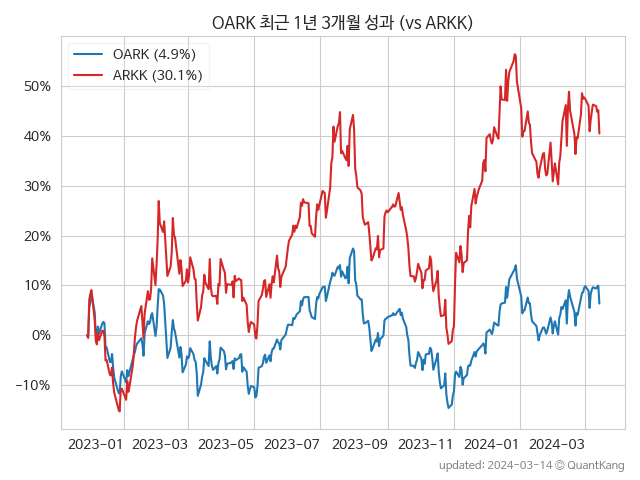 OARK 최근 1년 3개월 성과 (vs ARKK)
OARK (4.9%)
ARKK (30.1%)
50%
40%
30%
20%
10%
0%
−10%
2023−01 2023−03 2023−05 2023−07 2023−09 2023−11 2024−01 2024−03
updated: 2024-03-14 © QuantKang